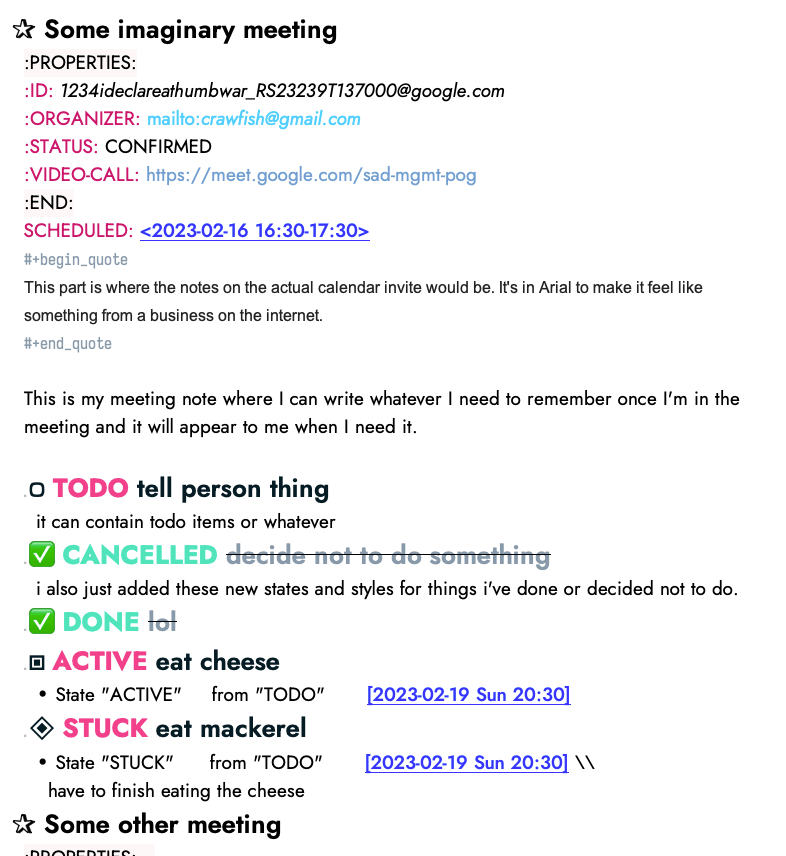 Some imaginary meeting
:PROPERTIES:
:ID: 1234ideclareathumbwar_RS23239T137000@google.com
:ORGANIZER: mailto:crawfish@gmail.com
:STATUS: CONFIRMED
:VIDEO-CALL: https://meet.google.com/sad-mgmt-pog
:END:
SCHEDULED: <2023-02-16 16:30-17:30>
#+begin_quote
This part is where the notes on the actual calendar invite would be. It's in Arial to make it feel like
something from a business on the internet.
#+end_quote
This is my meeting note where I can write whatever I need to remember once I'm in the
meeting and it will appear to me when I need it.
TODO tell person thing
it can contain todo items or whatever
CANCELLED decide not to do something
i also just added these new states and styles for things i've done or decided not to do.
DONE lol
ACTIVE eat cheese
• State "ACTIVE" from "TODO" [2023-02-19 Sun 20:30]
STUCK eat mackerel
• State "STUCK" from "TODO" [2023-02-19 Sun 20:30] \\
have to finish eating the cheese
Some other meeting
:PROPERTIES: